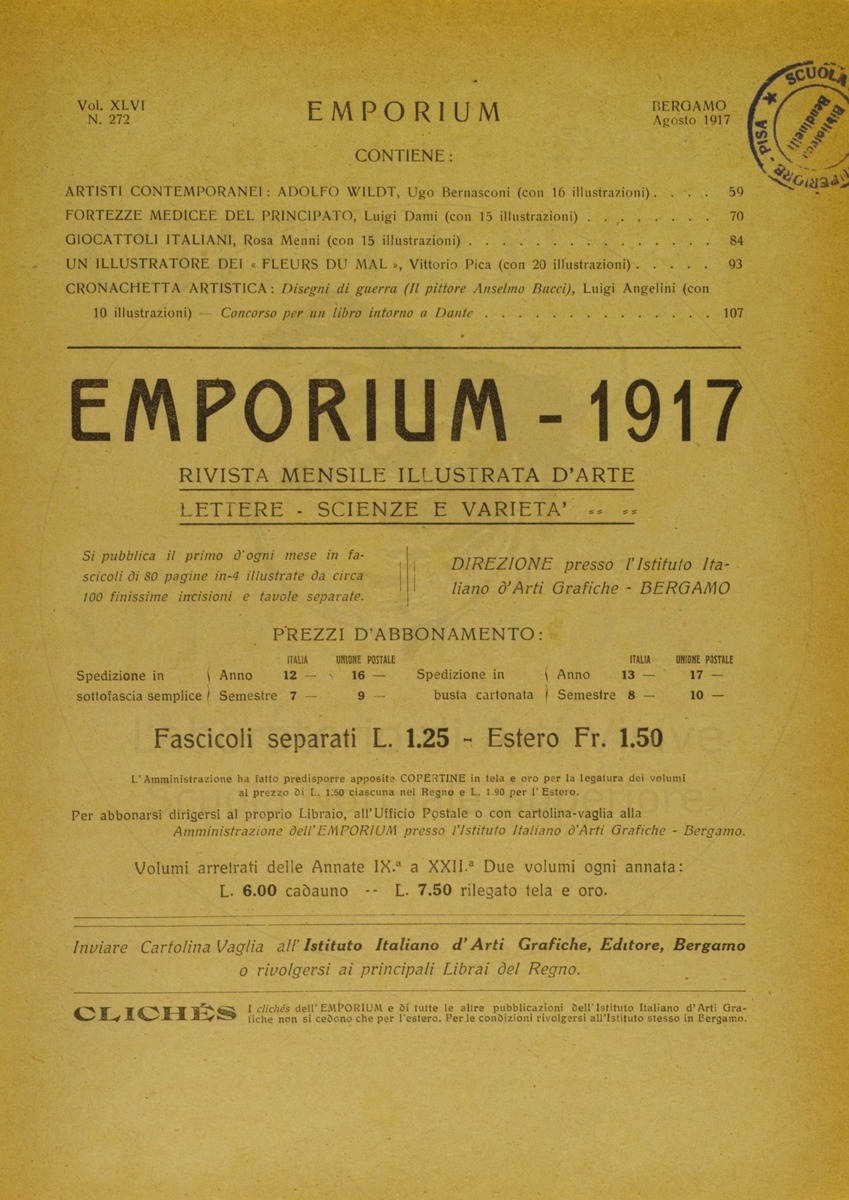 Vol. XLVI
N. 272
EMPORIUM
BERGAMO
Agosto 1917
SCUOLA
PISA
Biblioteca
Bendinelli
CONTIENE:
ARTISTI CONTEMPORANEI: ADOLFO WILDT, Ugo Bernasconi (con 16 illustrazioni). . . . 59
FORTEZZE MEDICEE DEL PRINCIPATO, Luigi Dami (con 15 illustrazioni) . . . . . . . . 70
GIOCATTOLI ITALIANI, Rosa Menni (con 15 illustrazioni) . . . . . . . . . . . . . . . 84
UN ILLUSTRATORE DEI « FLEURS DU MAL », Vittorio Pica (con 20 illustrazioni) . . . . . 93
CRONACHETTA ARTISTICA: Disegni di guerra (Il pittore Anselmo Bucci), Luigi Angelini (con
10 illustrazioni) — Concorso per un libro intorno a Dante . . . . . . . . . . . . . . 107
EMPORIUM - 1917
RIVISTA MENSILE ILLUSTRATA D'ARTE
LETTERE - SCIENZE E VARIETA'
Si pubblica il primo d'ogni mese in fa-
scicoli di 80 pagine in-4 illustrate da circa
100 finissime incisioni e tavole separate.
DIREZIONE presso l'Istituto Ita-
liano d'Arti Grafiche - BERGAMO
PREZZI D'ABBONAMENTO:
ITALIA UNIONE POSTALE ITALIA UNIONE POSTALE
Spedizione in Anno 12 — 16 — Spedizione in Anno 13 — 17 —
sottofascia semplice Semestre 7 — 9 — busta cartonata Semestre 8 — 10 —
Fascicoli separati L. 1.25 - Estero Fr. 1.50
L'Amministrazione ha fatto predisporre apposite COPERTINE in tela e oro per la legatura dei volumi
al prezzo di L. 1.50 ciascuna nel Regno e L. 1.90 per l'Estero.
Per abbonarsi dirigersi al proprio Libraio, all'Ufficio Postale o con cartolina-vaglia alla
Amministrazione dell'EMPORIUM presso l'Istituto Italiano d'Arti Grafiche - Bergamo.
Volumi arretrati delle Annate IX.ª a XXII.ª Due volumi ogni annata:
L. 6.00 cadauno -- L. 7.50 rilegato tela e oro.
Inviare Cartolina Vaglia all'Istituto Italiano d'Arti Grafiche, Editore, Bergamo
o rivolgersi ai principali Librai del Regno.
CLICHÉS I clichés dell'EMPORIUM e di tutte le altre pubblicazioni dell'Istituto Italiano d'Arti Gra-
fiche non si cedono che per l'estero. Per le condizioni rivolgersi all'Istituto stesso in Bergamo.